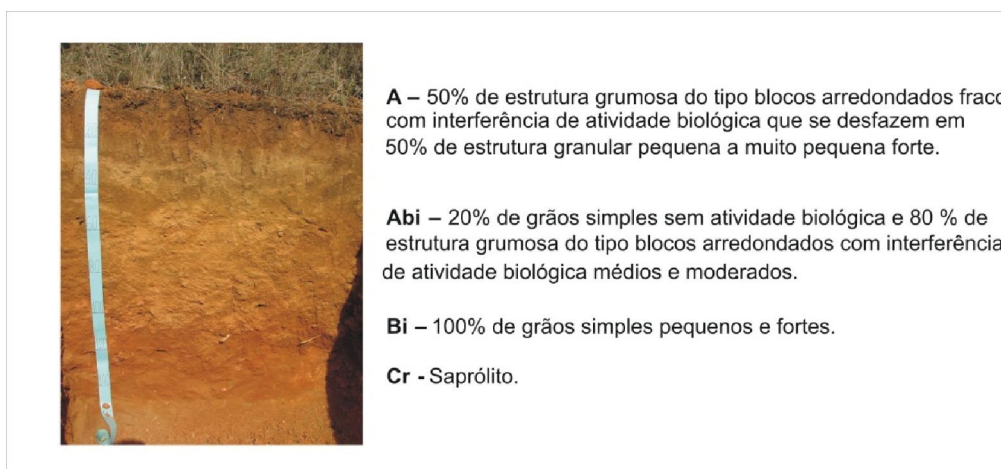 A – 50% de estrutura grumosa do tipo blocos arredondados fraco
com interferência de atividade biológica que se desfazem em
50% de estrutura granular pequena a muito pequena forte.
Abi – 20% de grãos simples sem atividade biológica e 80 % de
estrutura grumosa do tipo blocos arredondados com interferência
de atividade biológica médios e moderados.
Bi – 100% de grãos simples pequenos e fortes.
Cr - Saprólito.